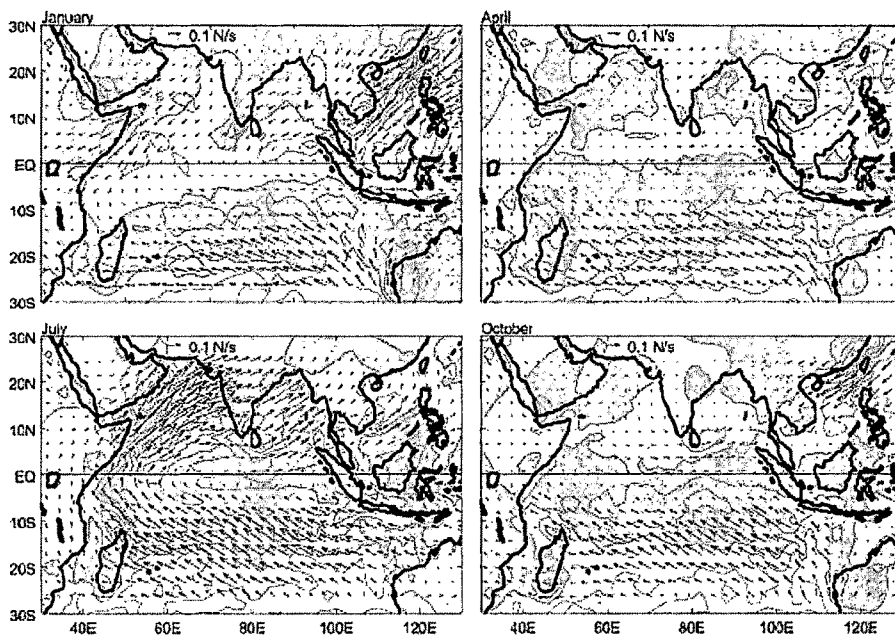 January
April
0.1 N/s
0.1 N/s
30N
20N
10N
EQ
10S
20S
30S
July
October
0.1 N/s
0.1 N/s
30N
20N
10N
EQ
10S
20S
30S
40E 60E 80E 100E 120E
40E 60E 80E 100E 120E